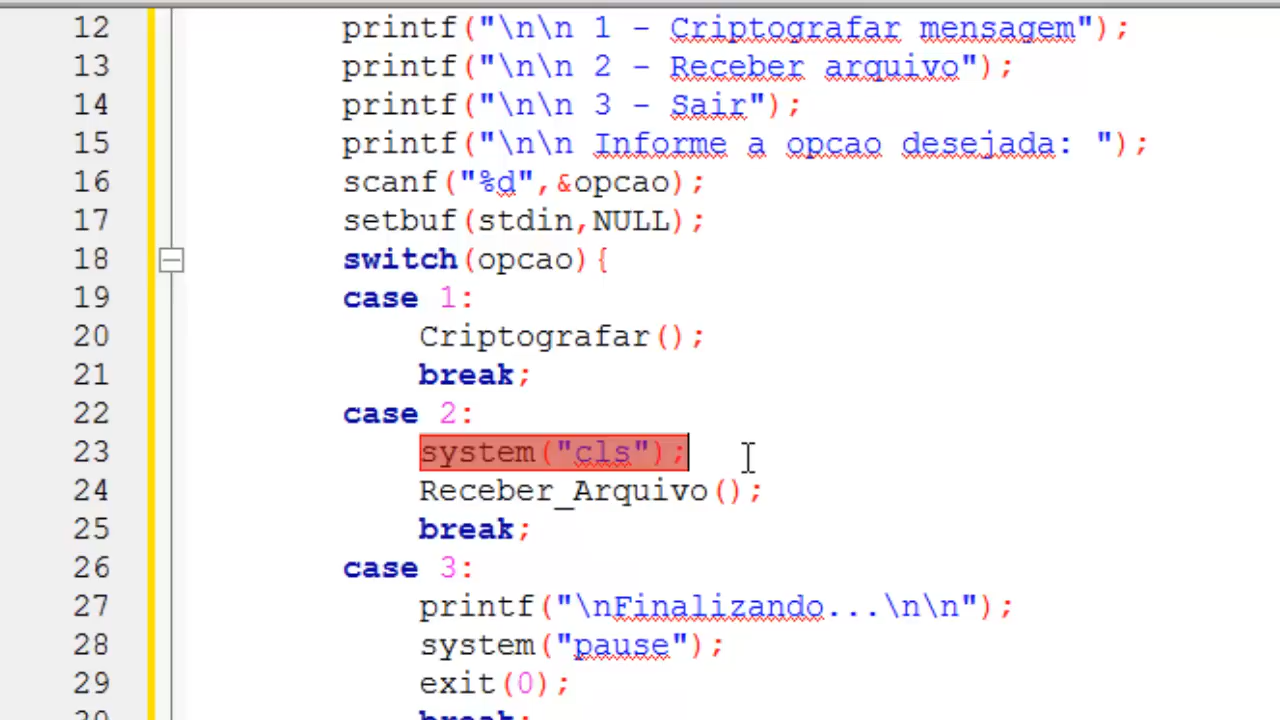 12 printf("\n\n 1 - Criptografar mensagem");
13 printf("\n\n 2 - Receber arquivo");
14 printf("\n\n 3 - Sair");
15 printf("\n\n Informe a opcao desejada: ");
16 scanf("%d",&opcao);
17 setbuf(stdin,NULL);
18 switch(opcao){
19 case 1:
20 Criptografar();
21 break;
22 case 2:
23 system("cls");
24 Receber_Arquivo();
25 break;
26 case 3:
27 printf("\nFinalizando...\n\n");
28 system("pause");
29 exit(0);
30 break;